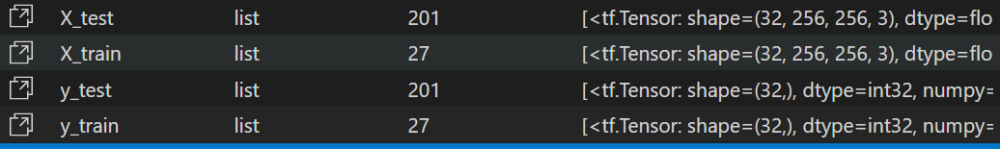 X_test list 201 [<tf.Tensor: shape=(32, 256, 256, 3), dtype=flo
X_train list 27 [<tf.Tensor: shape=(32, 256, 256, 3), dtype=flo
y_test list 201 [<tf.Tensor: shape=(32,), dtype=int32, numpy=
y_train list 27 [<tf.Tensor: shape=(32,), dtype=int32, numpy=